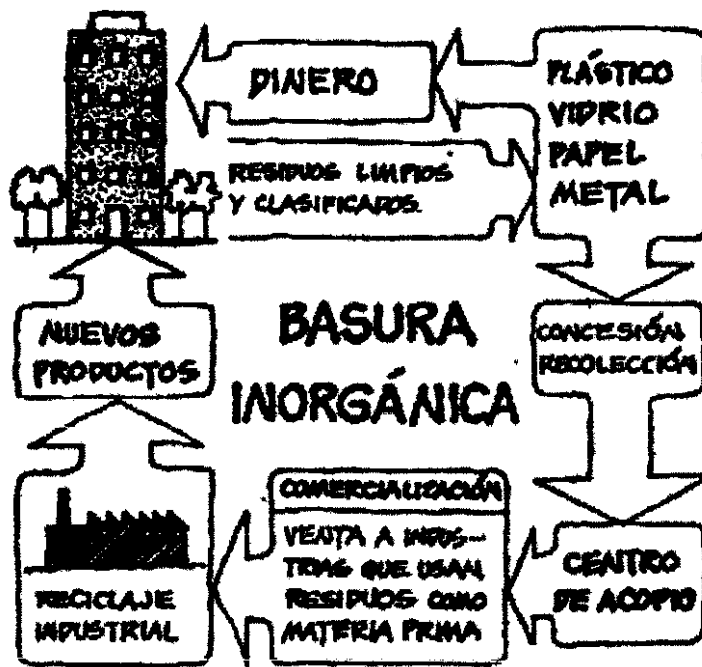 DINERO
PLÁSTICO
VIDRIO
PAPEL
METAL
RESIDUOS LIMPIOS
Y CLASIFICADOS.
BASURA
INORGÁNICA
NUEVOS
PRODUCTOS
CONCESIÓN
RECOLECCIÓN
COMERCIALIZACIÓN
VENTA A INDUS-
TRIAS QUE USAN
RESIDUOS COMO
MATERIA PRIMA
CENTRO
DE ACOPIO
RECICLAJE
INDUSTRIAL